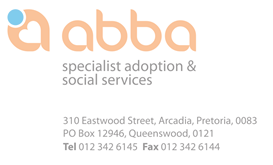 abba
specialist adoption &
social services
310 Eastwood Street, Arcadia, Pretoria, 0083
PO Box 12946, Queenswood, 0121
Tel 012 342 6145 Fax 012 342 6144